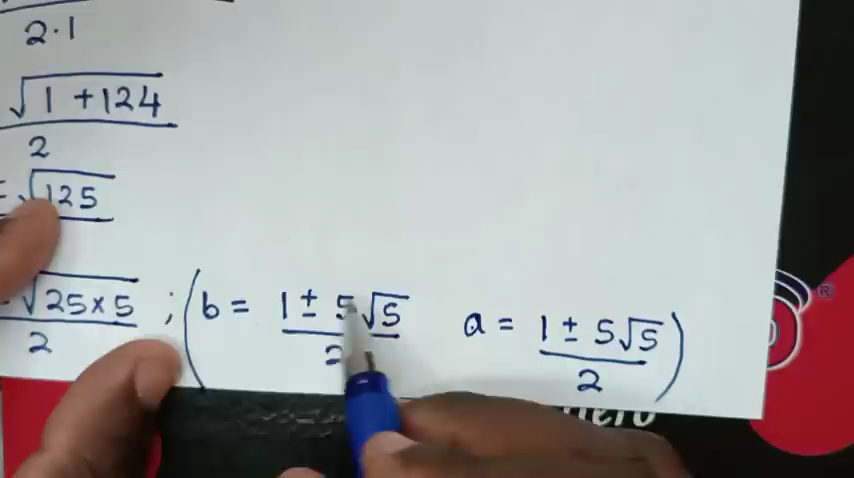 2·1
√1 + 124
2
= √125
√25×5 ; (b = 1 ± 5√5 a = 1 ± 5√5)
2 2 2